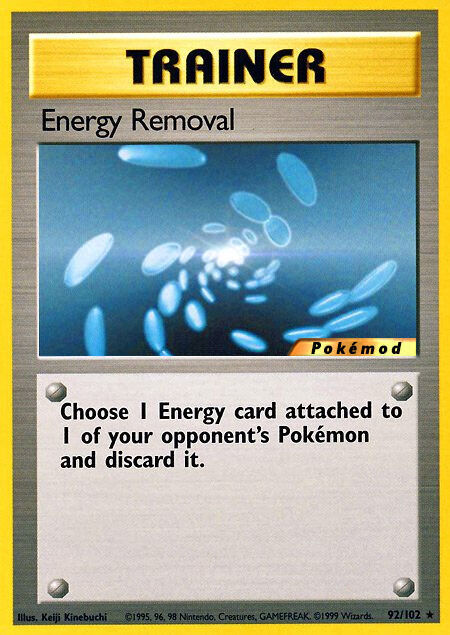 TRAINER
Energy Removal
Pokémod
Choose 1 Energy card attached to
1 of your opponent's Pokémon
and discard it.
Illus. Keiji Kinebuchi ©1995, 96, 98 Nintendo, Creatures, GAMEFREAK. ©1999 Wizards. 92/102 ★